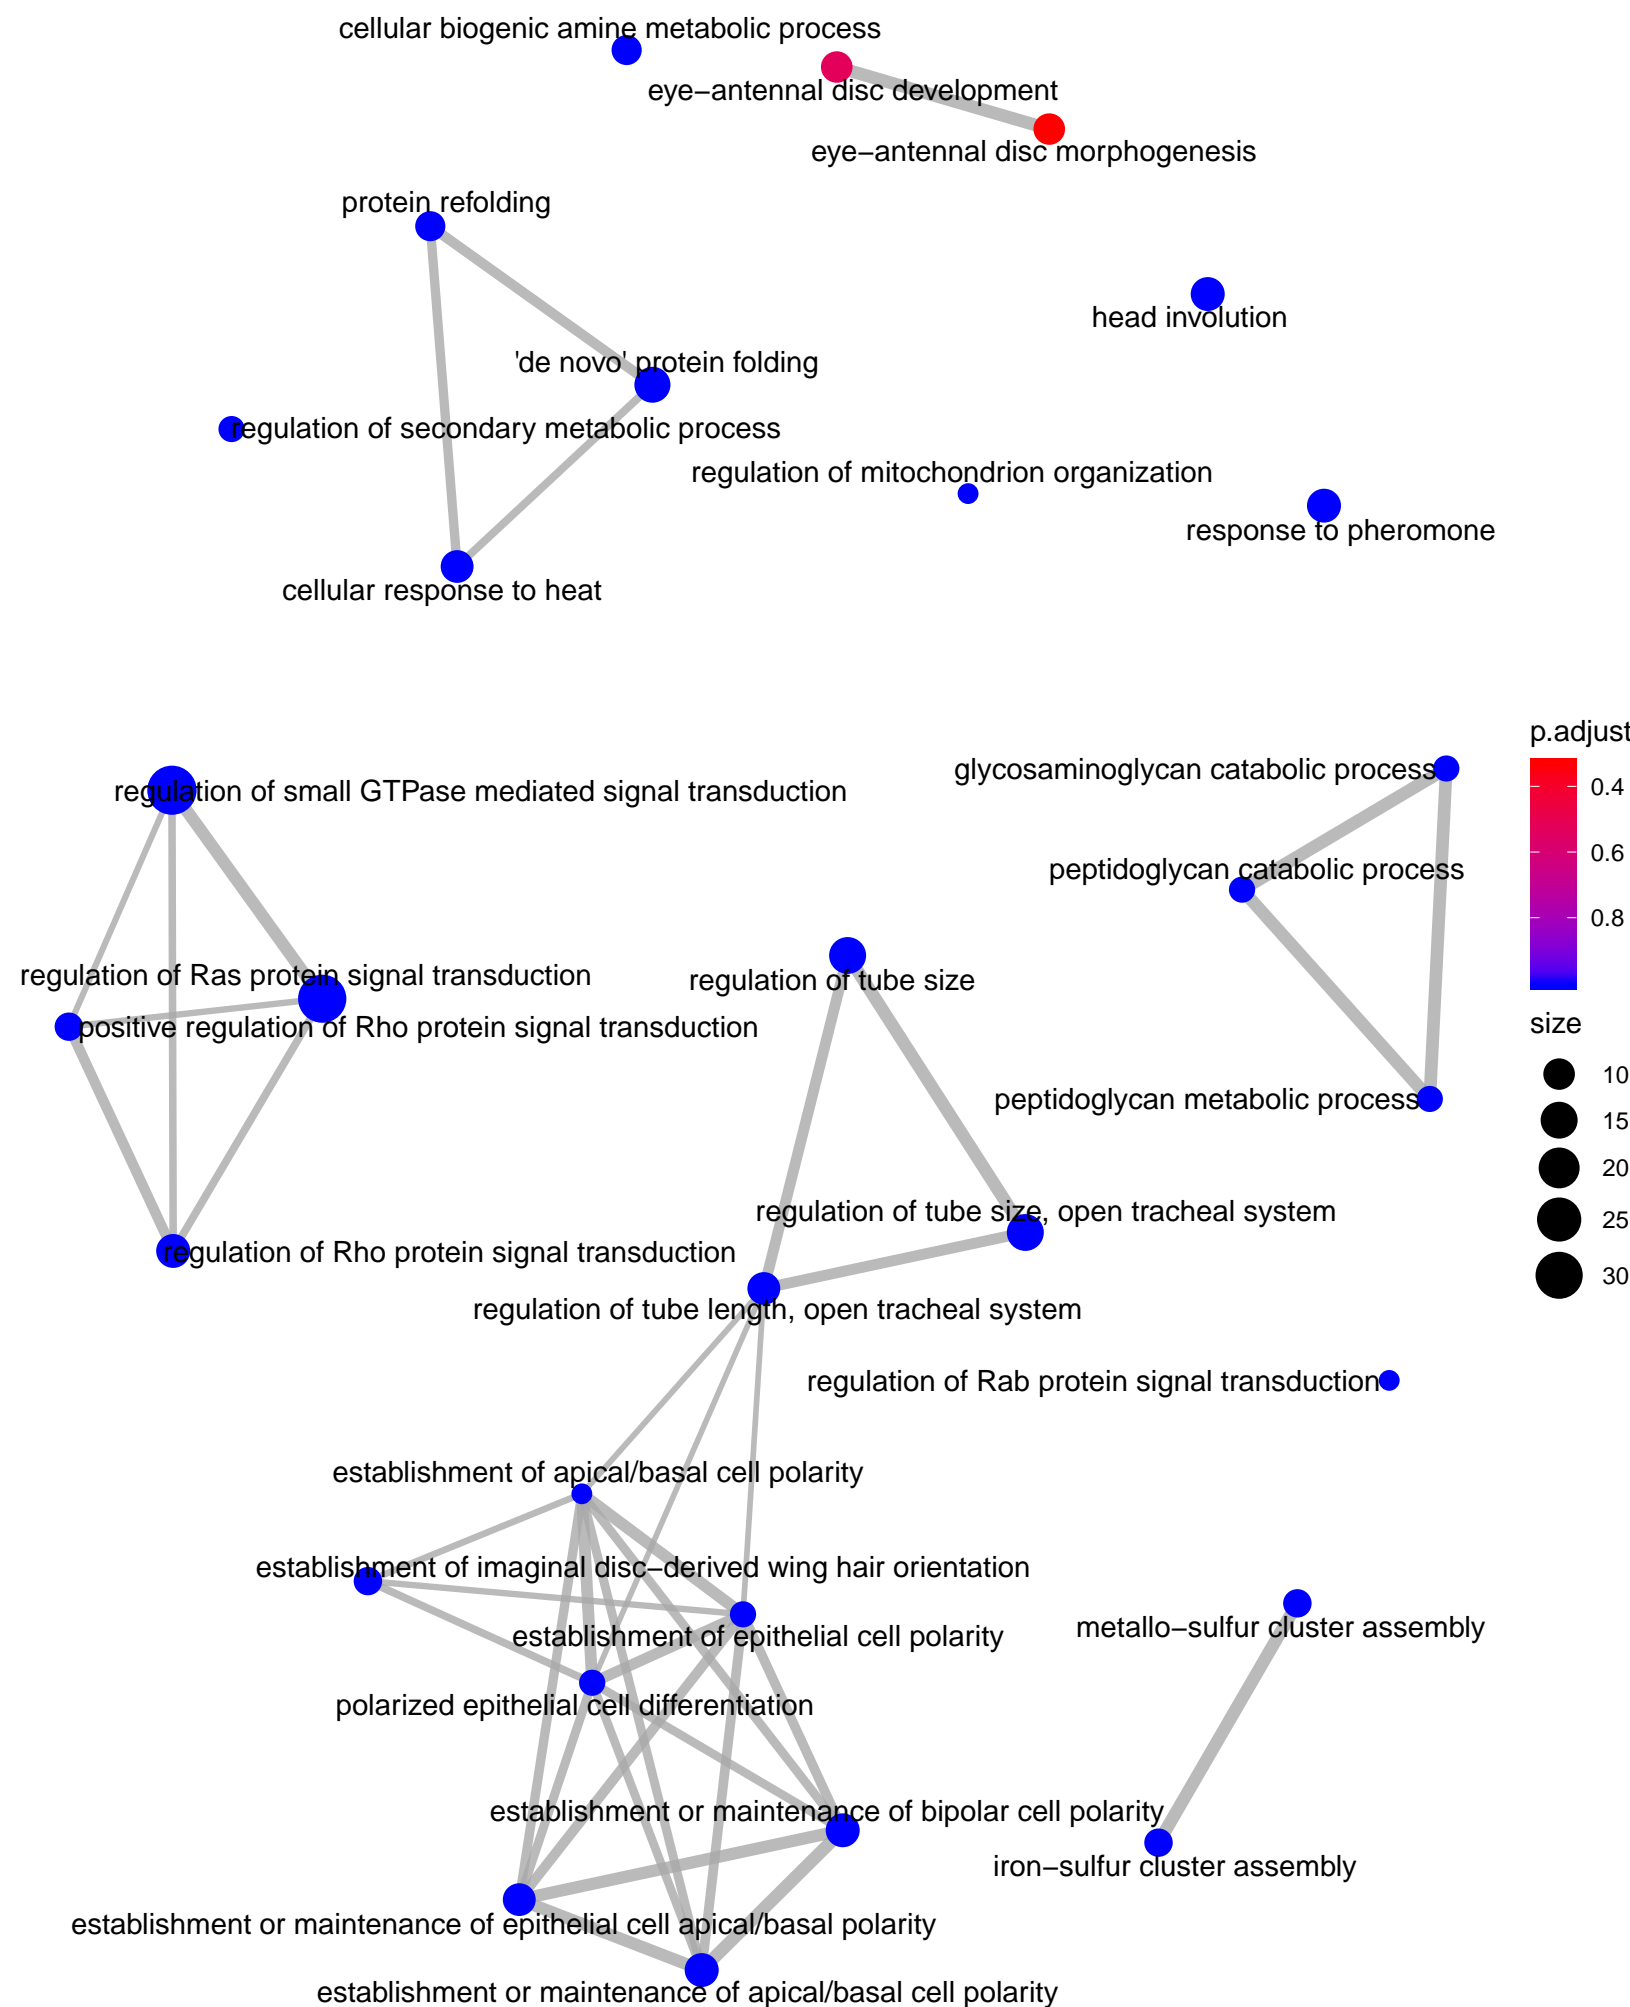 cellular biogenic amine metabolic process
eye−antennal disc development
eye−antennal disc morphogenesis
protein refolding
head involution
'de novo' protein folding
regulation of secondary metabolic process
regulation of mitochondrion organization
response to pheromone
cellular response to heat
p.adjust
0.4
0.6
0.8
glycosaminoglycan catabolic process
regulation of small GTPase mediated signal transduction
peptidoglycan catabolic process
regulation of Ras protein signal transduction
regulation of tube size
positive regulation of Rho protein signal transduction
size
10
15
20
25
30
peptidoglycan metabolic process
regulation of tube size, open tracheal system
regulation of Rho protein signal transduction
regulation of tube length, open tracheal system
regulation of Rab protein signal transduction
establishment of apical/basal cell polarity
establishment of imaginal disc−derived wing hair orientation
metallo−sulfur cluster assembly
establishment of epithelial cell polarity
polarized epithelial cell differentiation
establishment or maintenance of bipolar cell polarity
iron−sulfur cluster assembly
establishment or maintenance of epithelial cell apical/basal polarity
establishment or maintenance of apical/basal cell polarity